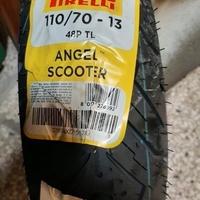 PIRELLI
110/70 - 13
48P TL
ANGEL
SCOOTER